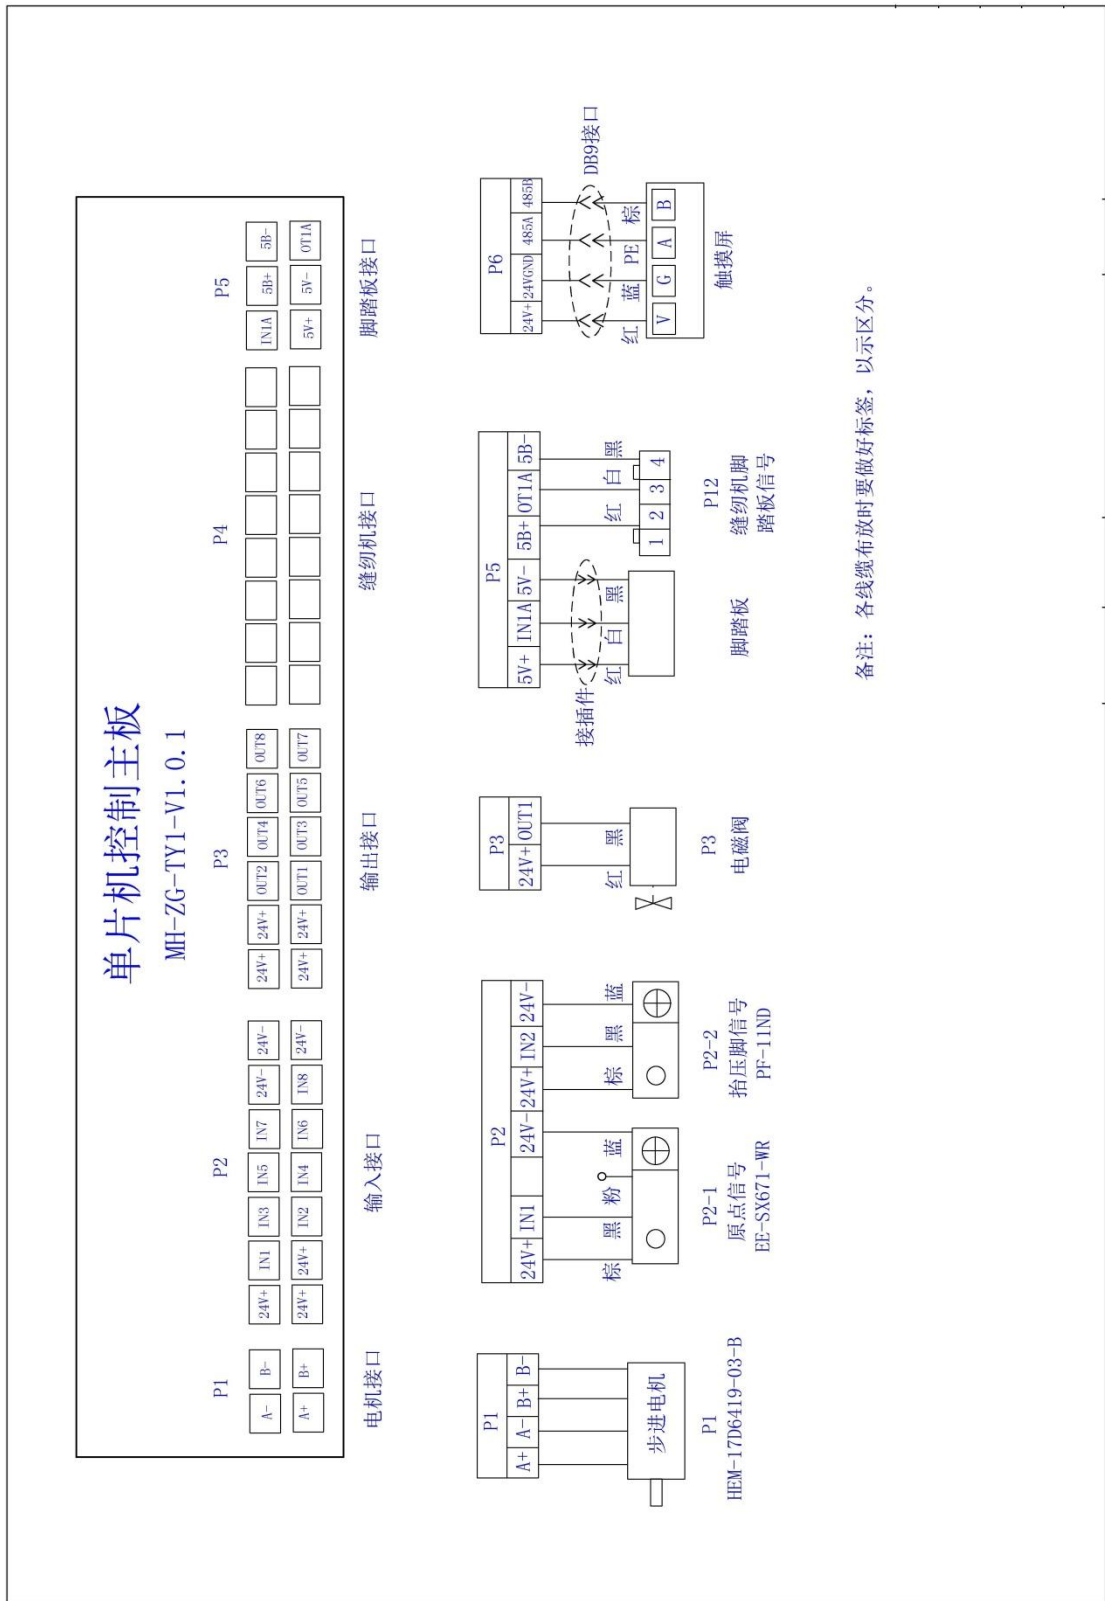 单片机控制主板
MH-ZG-TY1-V1.0.1
P1
P2
P3
P4
P5
A-
B-
24V+
IN1
IN3
IN5
IN7
24V-
24V-
24V+
24V+
OUT2
OUT4
OUT6
OUT8
IN1A
5B+
5B-
A+
B+
24V+
24V+
IN2
IN4
IN6
IN8
24V-
24V+
24V+
OUT1
OUT3
OUT5
OUT7
5V+
5V-
OT1A
电机接口
输入接口
输出接口
缝纫机接口
脚踏板接口
P1
A+
A-
B+
B-
步进电机
P1
HEM-17D6419-03-B
P2
24V+
IN1
24V-
24V+
IN2
24V-
棕
黑
粉
蓝
棕
黑
蓝
P2-1
原点信号
EE-SX671-WR
P2-2
抬压脚信号
PF-11ND
P3
24V+
OUT1
红
黑
P3
电磁阀
P5
5V+
IN1A
5V-
5B+
OT1A
5B-
接插件
红
白
黑
红
白
黑
1
2
3
4
脚踏板
P12
缝纫机脚
踏板信号
P6
24V+
24VGND
485A
485B
DB9接口
红
蓝
PE
棕
V
G
A
B
触摸屏
备注：各线缆布放时要做好标签，以示区分。